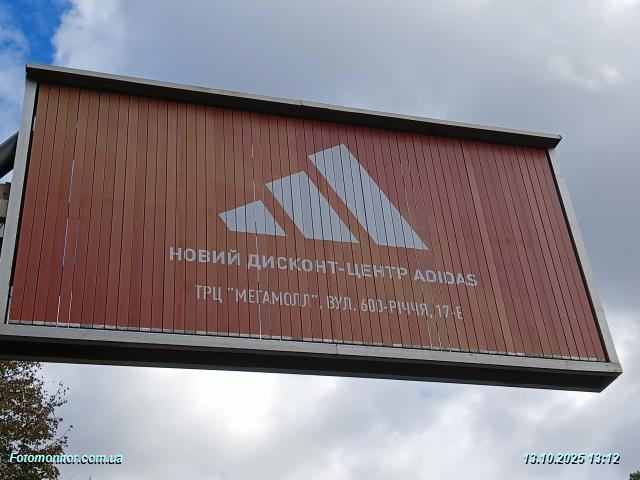 НОВИЙ ДИСКОНТ-ЦЕНТР ADIDAS
ТРЦ "МЕГАМОЛЛ", ВУЛ. 600-РІЧЧЯ, 17-Е
Fotomonitor.com.ua
13.10.2025 13:12